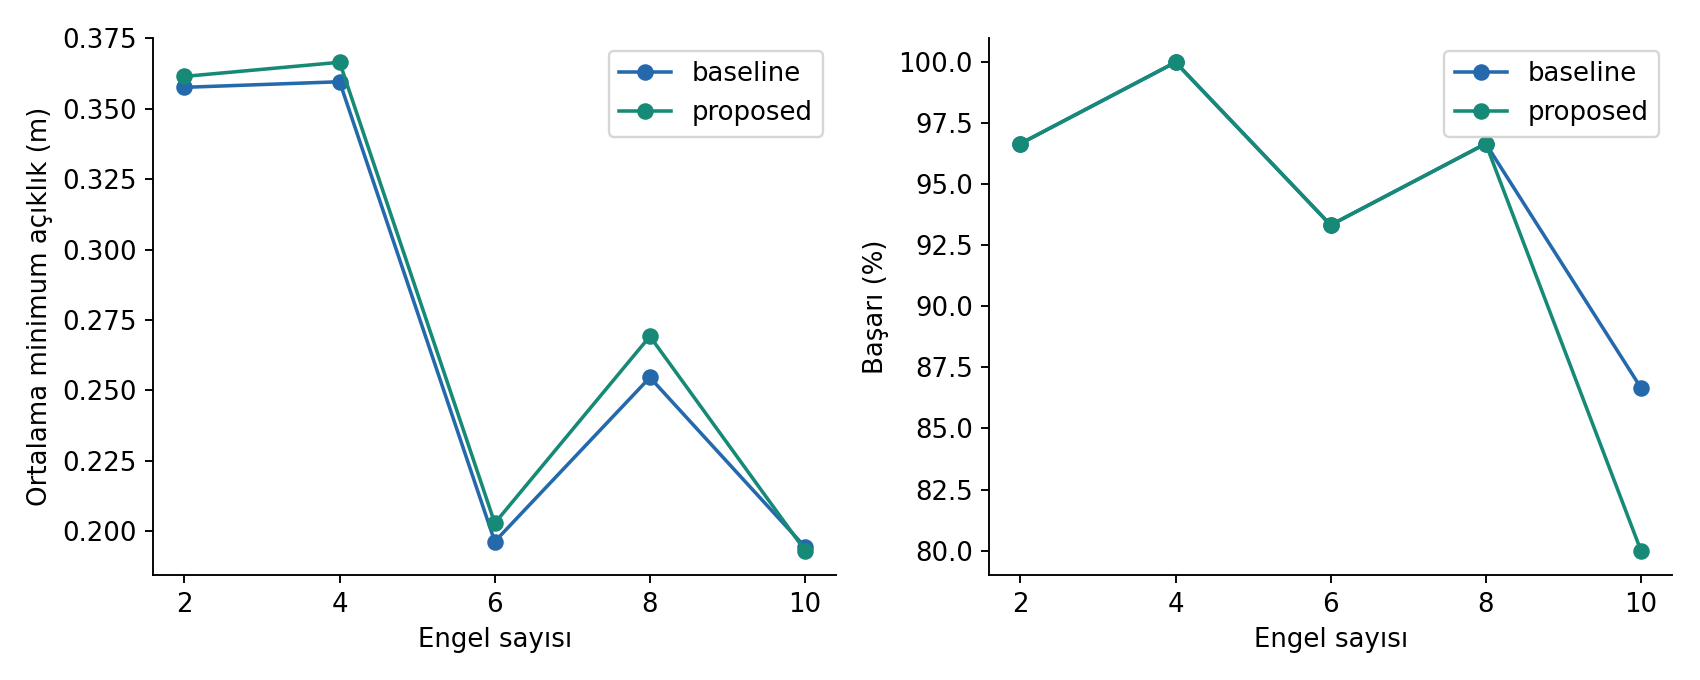 0.375
0.350
0.325
0.300
0.275
0.250
0.225
0.200
Ortalama minimum açıklık (m)
baseline
proposed
2 4 6 8 10
Engel sayısı
100.0
97.5
95.0
92.5
90.0
87.5
85.0
82.5
80.0
Başarı (%)
baseline
proposed
2 4 6 8 10
Engel sayısı